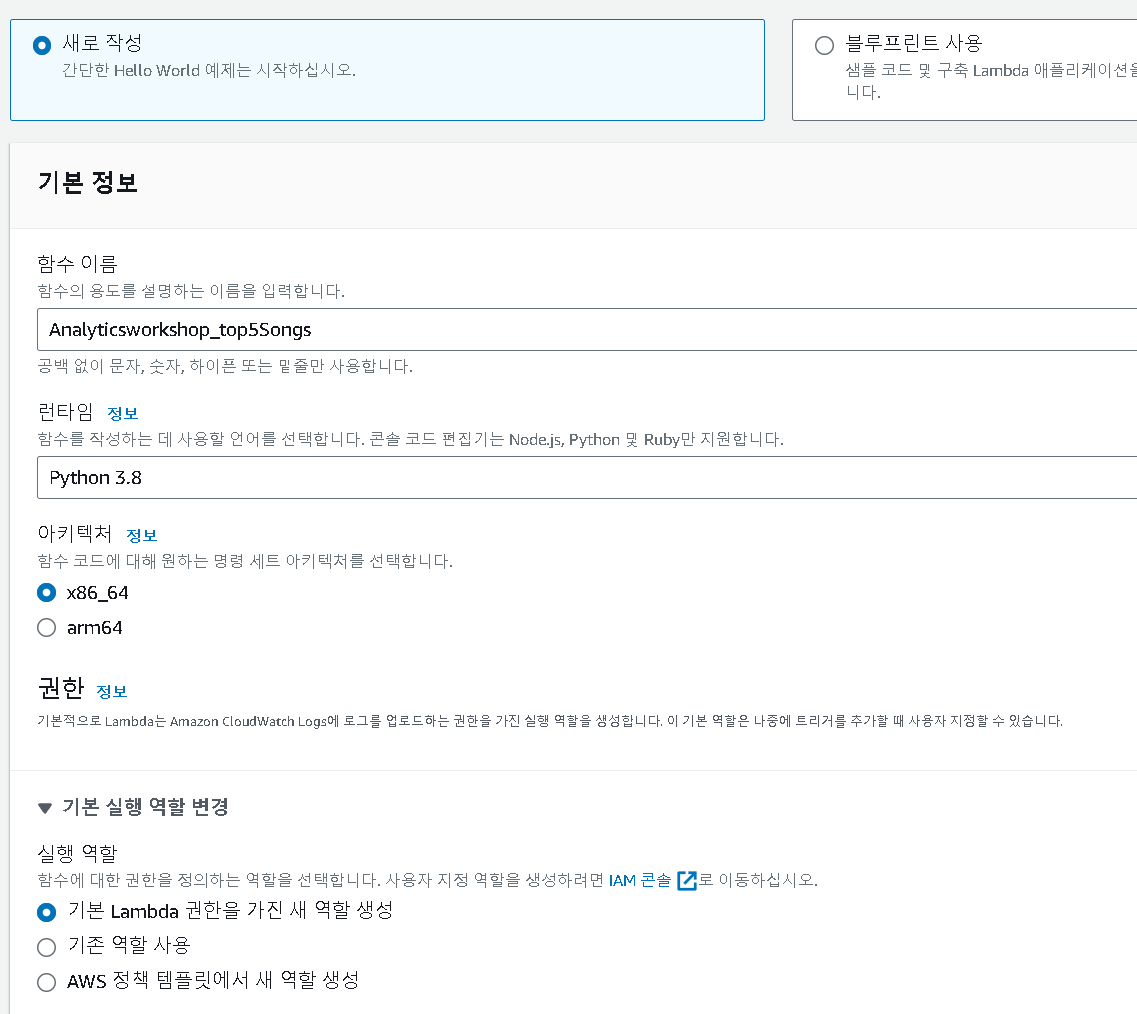 새로 작성
간단한 Hello World 예제는 시작하십시오.
블루프린트 사용
샘플 코드 및 구축 Lambda 애플리케이션을
니다.
기본 정보
함수 이름
함수의 용도를 설명하는 이름을 입력합니다.
Analyticsworkshop_top5Songs
공백 없이 문자, 숫자, 하이픈 또는 밑줄만 사용합니다.
런타임 정보
함수를 작성하는 데 사용할 언어를 선택합니다. 콘솔 코드 편집기는 Node.js, Python 및 Ruby만 지원합니다.
Python 3.8
아키텍처 정보
함수 코드에 대해 원하는 명령 세트 아키텍처를 선택합니다.
x86_64
arm64
권한 정보
기본적으로 Lambda는 Amazon CloudWatch Logs에 로그를 업로드하는 권한을 가진 실행 역할을 생성합니다. 이 기본 역할은 나중에 트리거를 추가할 때 사용자 지정할 수 있습니다.
▼ 기본 실행 역할 변경
실행 역할
함수에 대한 권한을 정의하는 역할을 선택합니다. 사용자 지정 역할을 생성하려면 IAM 콘솔로 이동하십시오.
기본 Lambda 권한을 가진 새 역할 생성
기존 역할 사용
AWS 정책 템플릿에서 새 역할 생성